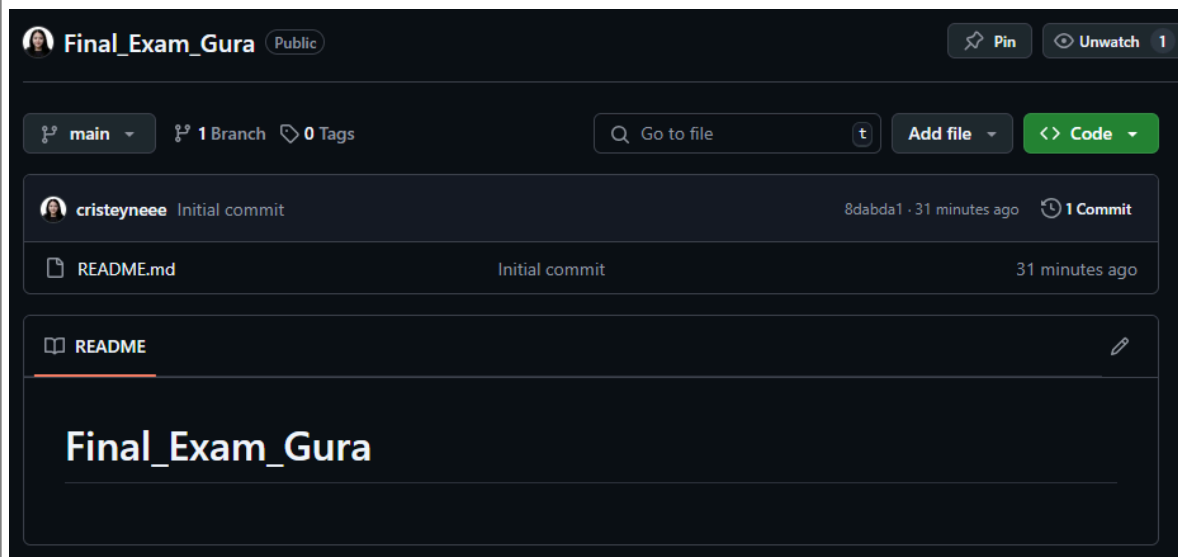 Final_Exam_Gura Public Pin Unwatch 1
main 1 Branch 0 Tags Go to file t Add file <> Code
cristeyneee Initial commit 8dabda1 · 31 minutes ago 1 Commit
README.md Initial commit 31 minutes ago
README
Final_Exam_Gura